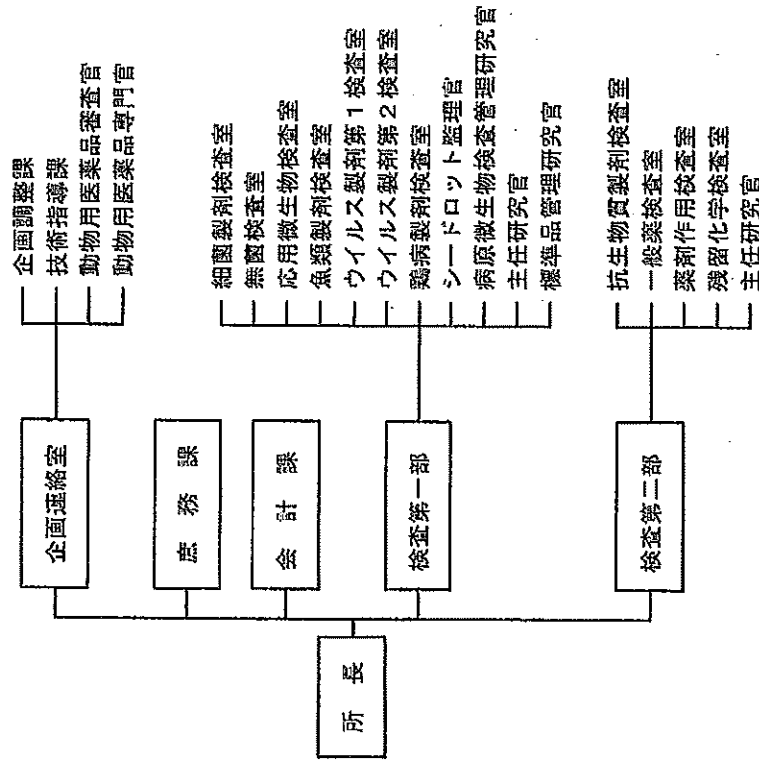 所長
企画連絡室
企画調整課
技術指導課
動物用医薬品審査官
動物用医薬品専門官
庶務課
会計課
検査第一部
細菌製剤検査室
無菌検査室
応用微生物検査室
魚類製剤検査室
ウイルス製剤第1検査室
ウイルス製剤第2検査室
鶏病製剤検査室
シードロット監理官
病原微生物検査管理研究官
主任研究官
標準品管理研究官
検査第二部
抗生物質製剤検査室
一般薬検査室
薬剤作用検査室
残留化学検査室
主任研究官